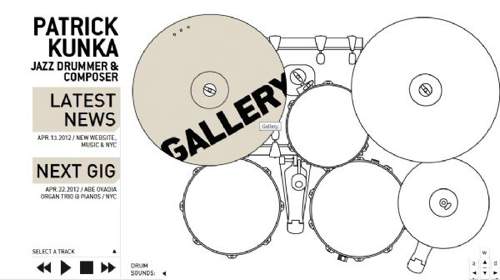 PATRICK
KUNKA
JAZZ DRUMMER &
COMPOSER
LATEST
NEWS
APR.13.2012 / NEW WEBSITE,
MUSIC & NYC
NEXT GIG
APR.22.2012 / ABE OVADIA
ORGAN TRIO @ PIANOS / NYC
SELECT A TRACK
GALLERY
Gallery
DRUM
SOUNDS:
W
A
D